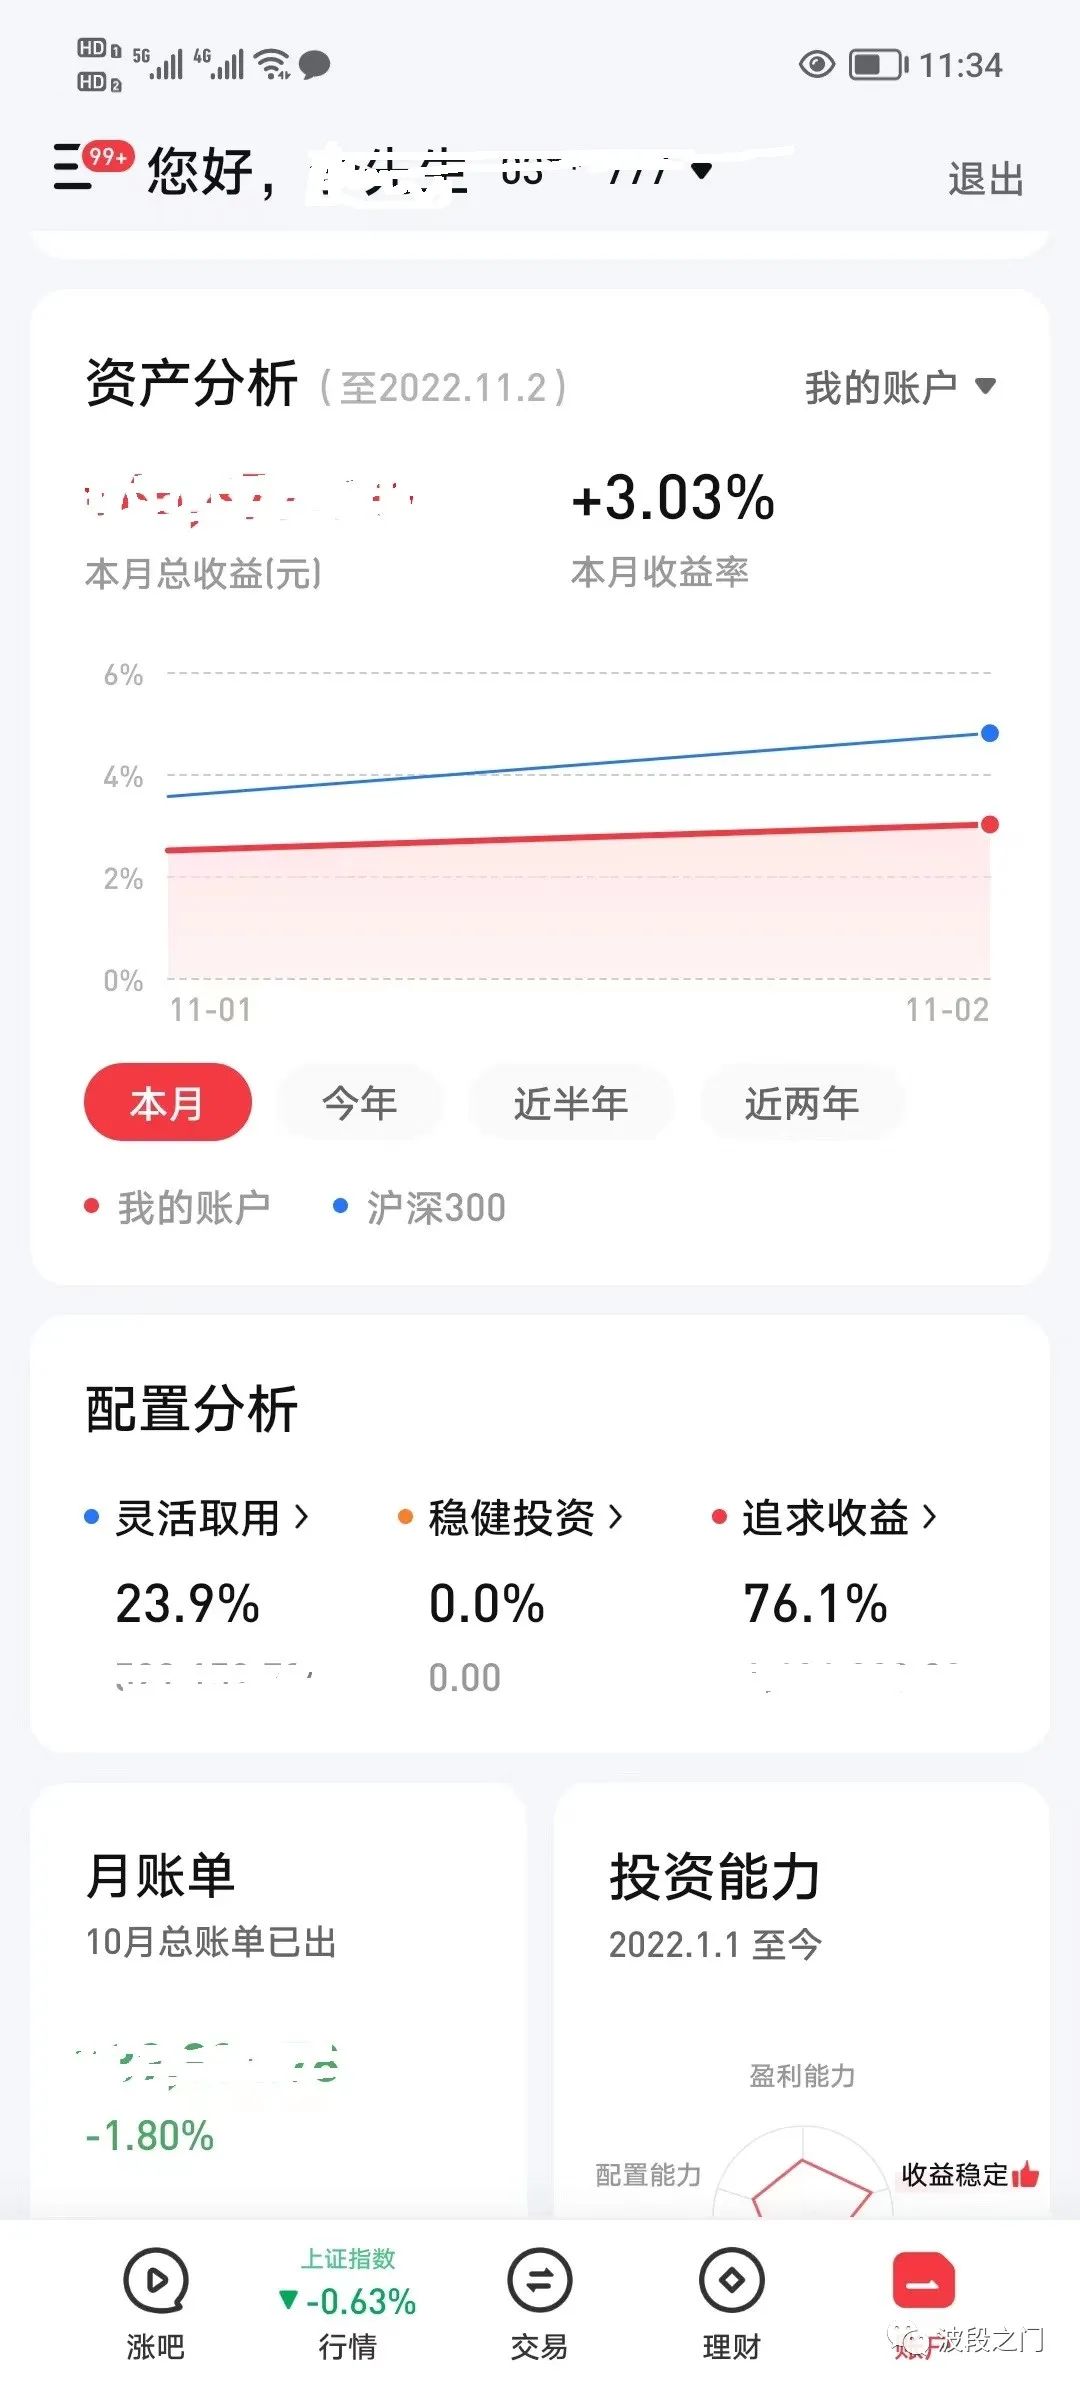 HD 1 5G 4G
HD 2
11:34
99+ 您好，
退出
资产分析 (至2022.11.2)
我的账户
+3.03%
本月总收益(元)
本月收益率
6%
4%
2%
0%
11-01 11-02
本月 今年 近半年 近两年
我的账户 沪深300
配置分析
灵活取用 稳健投资 追求收益
23.9% 0.0% 76.1%
0.00
月账单
10月总账单已出
-1.80%
投资能力
2022.1.1 至今
盈利能力
配置能力 收益稳定
上证指数
-0.63%
涨吧 行情 交易 理财 账户
波段之门